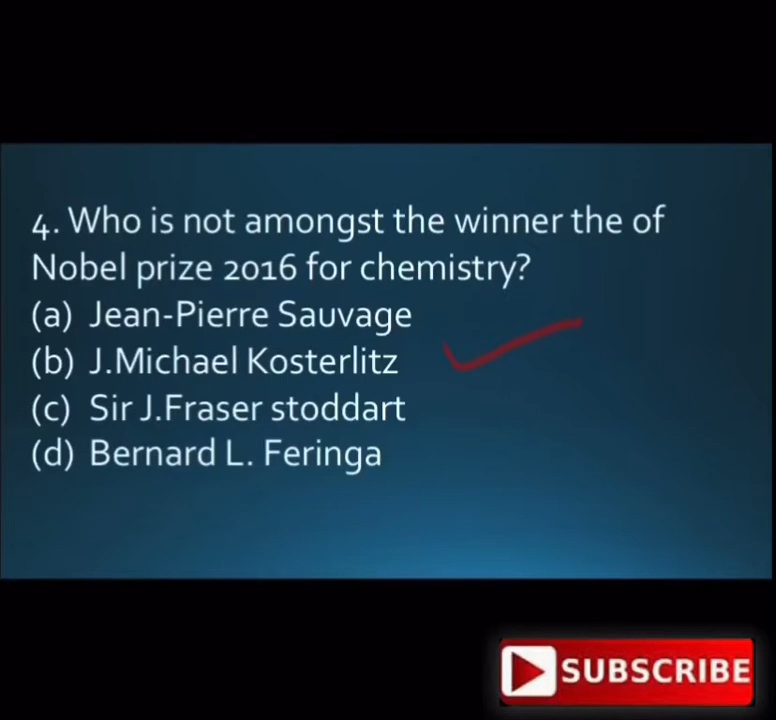 4. Who is not amongst the winner the of
Nobel prize 2016 for chemistry?
(a) Jean-Pierre Sauvage
(b) J.Michael Kosterlitz
(c) Sir J.Fraser stoddart
(d) Bernard L. Feringa
SUBSCRIBE